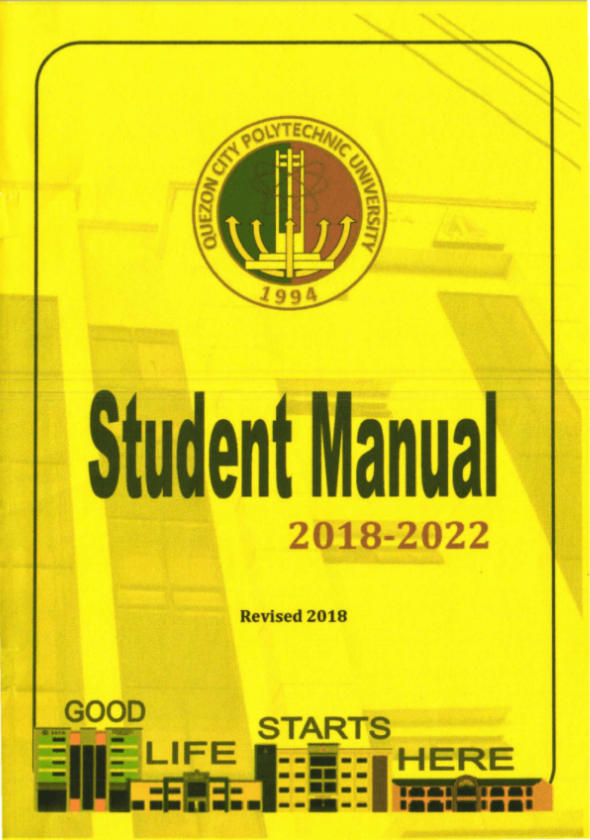 QUEZON CITY POLYTECHNIC UNIVERSITY
1994
Student Manual
2018-2022
Revised 2018
GOOD
LIFE
STARTS
HERE